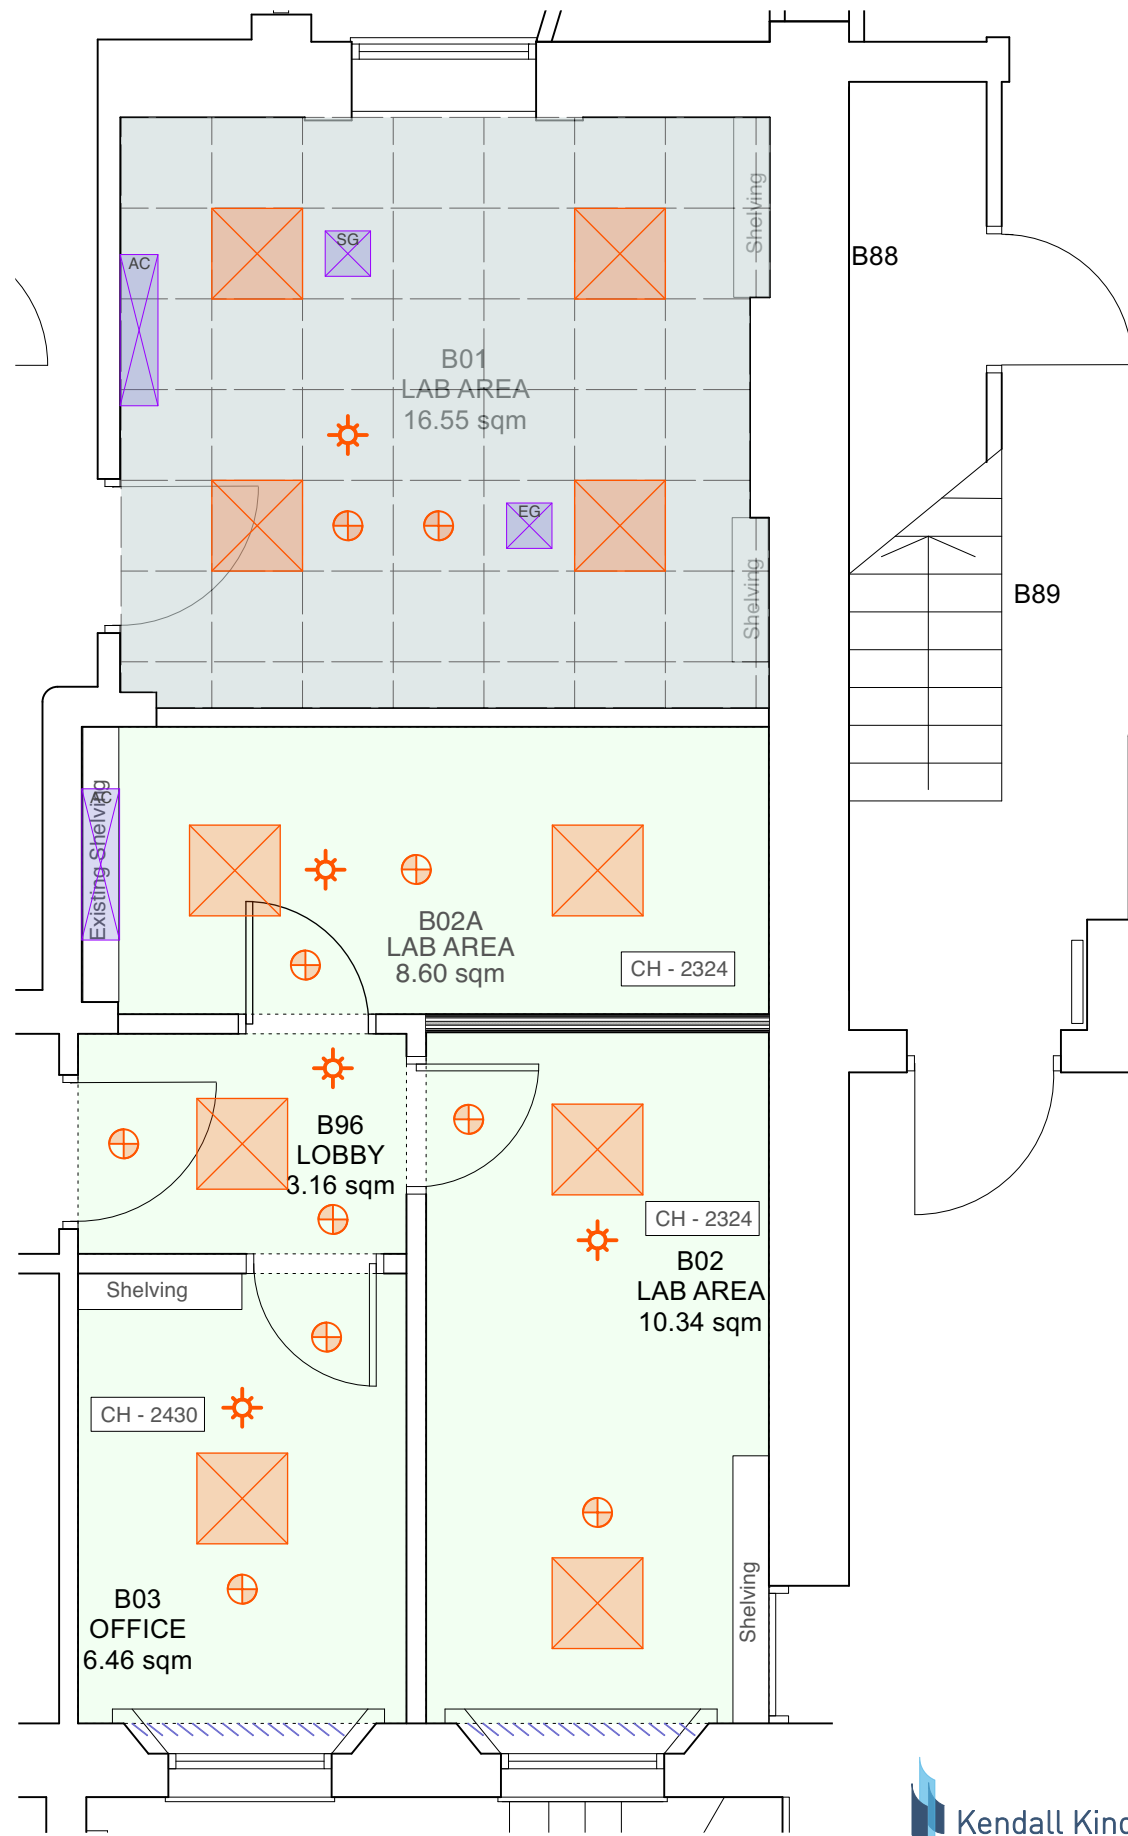 Shelving
SG
B88
AC
B01
LAB AREA
16.55 sqm
EG
Shelving
B89
AC
Existing Shelving
B02A
LAB AREA
8.60 sqm
CH - 2324
B96
LOBBY
3.16 sqm
CH - 2324
B02
LAB AREA
10.34 sqm
Shelving
CH - 2430
B03
OFFICE
6.46 sqm
Shelving
Kendall King